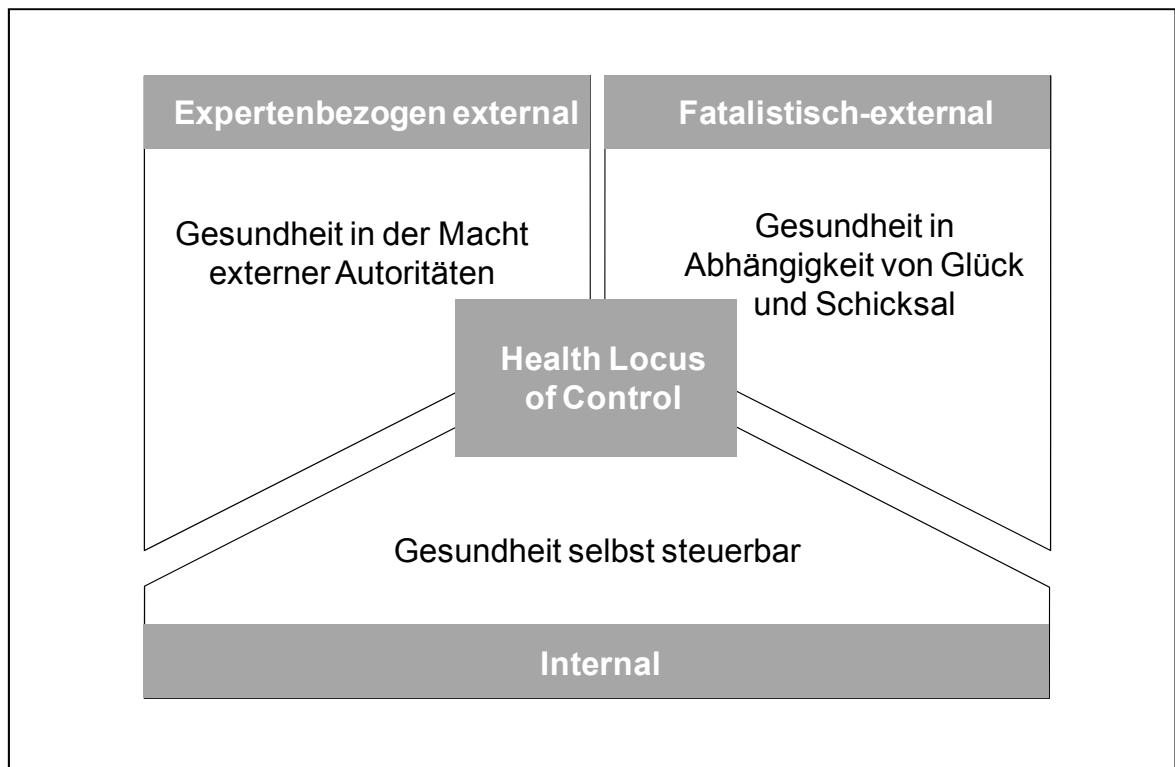 Expertenbezogen external
Fatalistisch-external
Gesundheit in der Macht
externer Autoritäten
Gesundheit in
Abhängigkeit von Glück
und Schicksal
Health Locus
of Control
Gesundheit selbst steuerbar
Internal